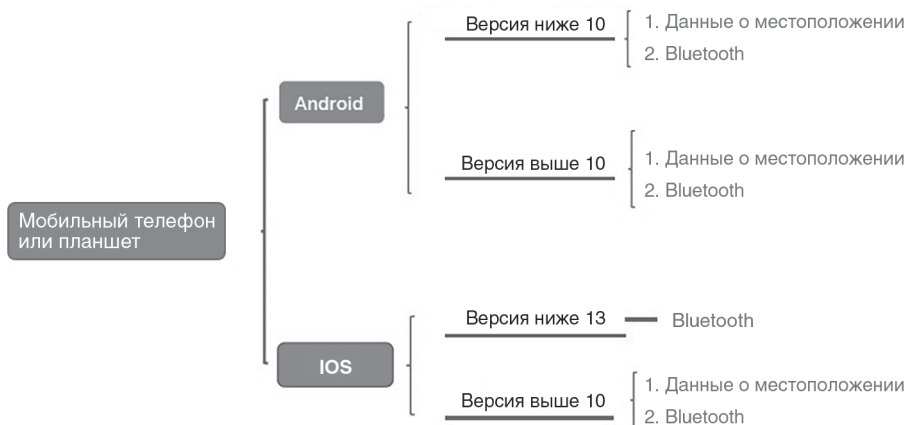 Мобильный телефон
или планшет
Android
Версия ниже 10
1. Данные о местоположении
2. Bluetooth
Версия выше 10
1. Данные о местоположении
2. Bluetooth
IOS
Версия ниже 13
Bluetooth
Версия выше 10
1. Данные о местоположении
2. Bluetooth